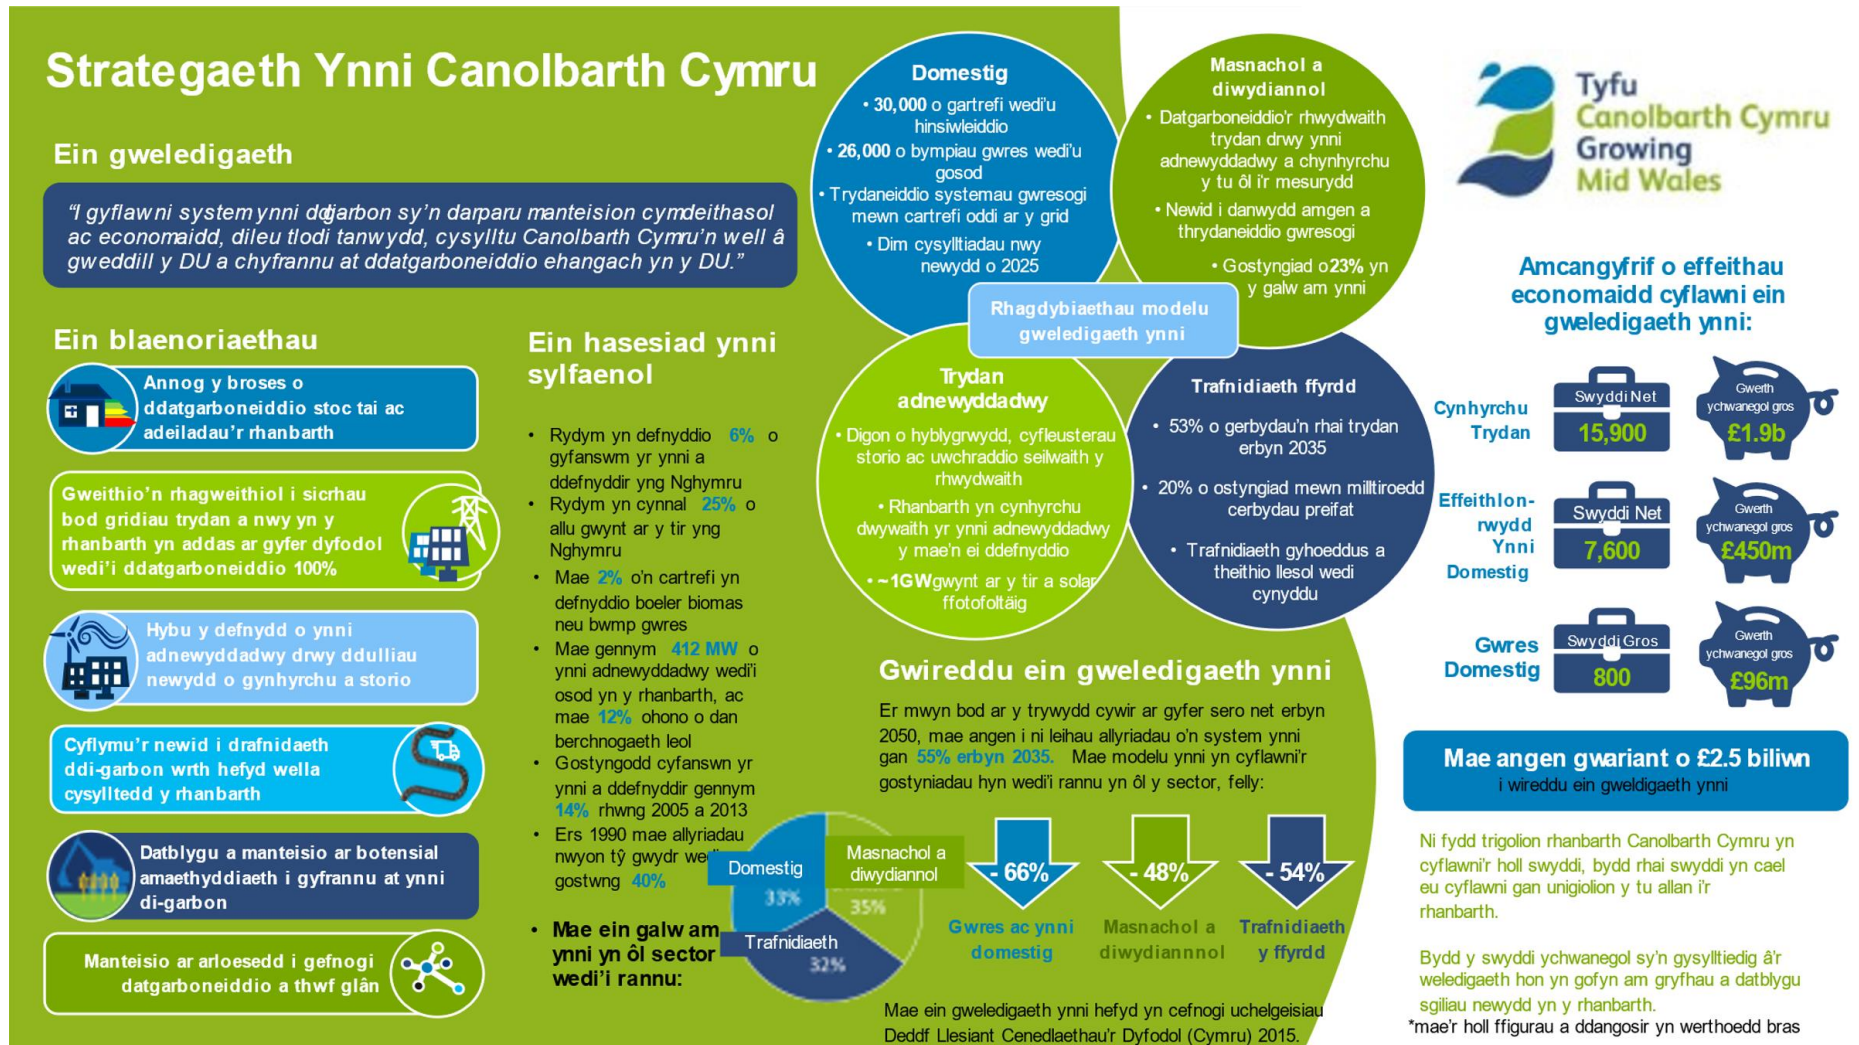 Strategaeth Ynni Canolbarth Cymru
Ein gweledigaeth
“I gyflawni system ynni ddigarbon sy’n darparu manteision cymdeithasol
ac economaidd, dileu tlodi tanwydd, cysylltu Canolbarth Cymru’n well â
gweddill y DU a chyfrannu at ddatgarboneiddio ehangach yn y DU.”
Ein blaenoriaethau
Annog y broses o
ddatgarboneiddio stoc tai ac
adeiladau’r rhanbarth
Gweithio’n rhagweithiol i sicrhau
bod gridiau trydan a nwy yn y
rhanbarth yn addas ar gyfer dyfodol
wedi’i ddatgarboneiddio 100%
Hybu y defnydd o ynni
adnewyddadwy drwy ddulliau
newydd o gynhyrchu a storio
Cyflymu’r newid i drafnidaeth
ddi-garbon wrth hefyd wella
cysylltedd y rhanbarth
Datblygu a manteisio ar botensial
amaethyddiaeth i gyfrannu at ynni
di-garbon
Manteisio ar arloesedd i gefnogi
datgarboneiddio a thwf glân
Ein hasesiad ynni
sylfaenol
• Rydym yn defnyddio 6% o
gyfanswm yr ynni a
ddefnyddir yng Nghymru
• Rydym yn cynnal 25% o
allu gwynt ar y tir yng
Nghymru
• Mae 2% o’n cartrefi yn
defnyddio boeler biomas
neu bwmp gwres
• Mae gennym 412 MW o
ynni adnewyddadwy wedi’i
osod yn y rhanbarth, ac
mae 12% ohono o dan
berchnogaeth leol
• Gostyngodd cyfanswn yr
ynni a ddefnyddir gennym
14% rhwng 2005 a 2013
• Ers 1990 mae allyriadau
nwyon tŷ gwydr wedi
gostwng 40%
• Mae ein galw am
ynni yn ôl sector
wedi’i rannu:
Domestig
33%
Masnachol a
diwydiannol
35%
Trafnidiaeth
32%
Domestig
• 30,000 o gartrefi wedi’u
hinsiwleiddio
• 26,000 o bympiau gwres wedi’u
gosod
• Trydaneiddio systemau gwresogi
mewn cartrefi oddi ar y grid
• Dim cysylltiadau nwy
newydd o 2025
Masnachol a
diwydiannol
• Datgarboneiddio’r rhwydwaith
trydan drwy ynni
adnewyddadwy a chynhyrchu
y tu ôl i’r mesurydd
• Newid i danwydd amgen a
thrydaneiddio gwresogi
• Gostyngiad o 23% yn
y galw am ynni
Rhagdybiaethau modelu
gweledigaeth ynni
Trydan
adnewyddadwy
• Digon o hyblygrwydd, cyfleusterau
storio ac uwchraddio seilwaith y
rhwydwaith
• Rhanbarth yn cynhyrchu
dwywaith yr ynni adnewyddadwy
y mae’n ei ddefnyddio
• ~1GW gwynt ar y tir a solar
ffotofoltäig
Trafnidiaeth ffyrdd
• 53% o gerbydau’n rhai trydan
erbyn 2035
• 20% o ostyngiad mewn milltiroedd
cerbydau preifat
• Trafnidiaeth gyhoeddus a
theithio llesol wedi
cynyddu
Gwireddu ein gweledigaeth ynni
Er mwyn bod ar y trywydd cywir ar gyfer sero net erbyn
2050, mae angen i ni leihau allyriadau o’n system ynni
gan 55% erbyn 2035. Mae modelu ynni yn cyflawni’r
gostyniadau hyn wedi’i rannu yn ôl y sector, felly:
- 66%
Gwres ac ynni
domestig
- 48%
Masnachol a
diwydiannnol
- 54%
Trafnidiaeth
y ffyrdd
Mae ein gweledigaeth ynni hefyd yn cefnogi uchelgeisiau
Deddf Llesiant Cenedlaethau’r Dyfodol (Cymru) 2015.
Tyfu
Canolbarth Cymru
Growing
Mid Wales
Amcangyfrif o effeithau
economaidd cyflawni ein
gweledigaeth ynni:
Cynhyrchu
Trydan
Swyddi Net
15,900
Gwerth
ychwanegol gros
£1.9b
Effeithlon-
rwydd
Ynni
Domestig
Swyddi Net
7,600
Gwerth
ychwanegol gros
£450m
Gwres
Domestig
Swyddi Gros
800
Gwerth
ychwanegol gros
£96m
Mae angen gwariant o £2.5 biliwn
i wireddu ein gweldigaeth ynni
Ni fydd trigolion rhanbarth Canolbarth Cymru yn
cyflawni’r holl swyddi, bydd rhai swyddi yn cael
eu cyflawni gan unigiolion y tu allan i’r
rhanbarth.
Bydd y swyddi ychwanegol sy’n gysylltiedig â’r
weledigaeth hon yn gofyn am gryfhau a datblygu
sgiliau newydd yn y rhanbarth.
*mae’r holl ffigurau a ddangosir yn werthoedd bras